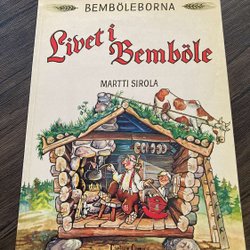 BEMBÖLEBORNA
Livet i
Bemböle
MARTTI SIROLA